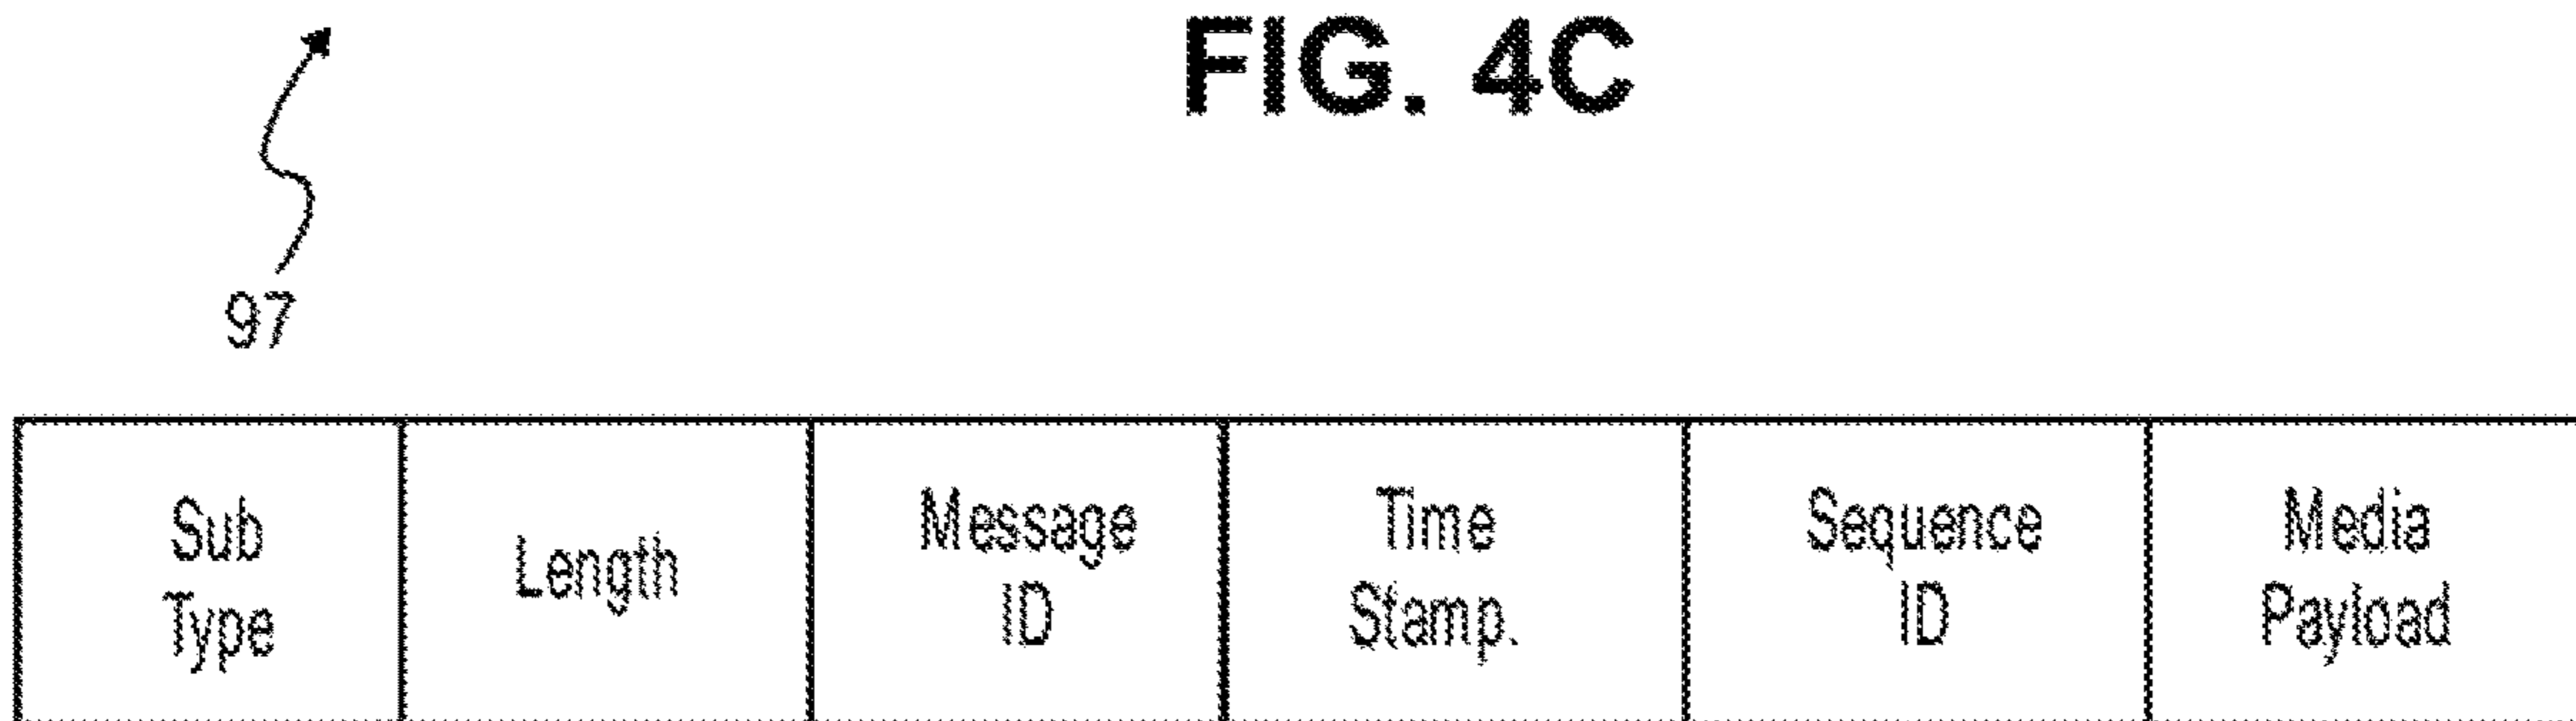 FIG. 4C
97
Sub
Type
Length
Message
ID
Time
Stamp.
Sequence
ID
Media
Payload